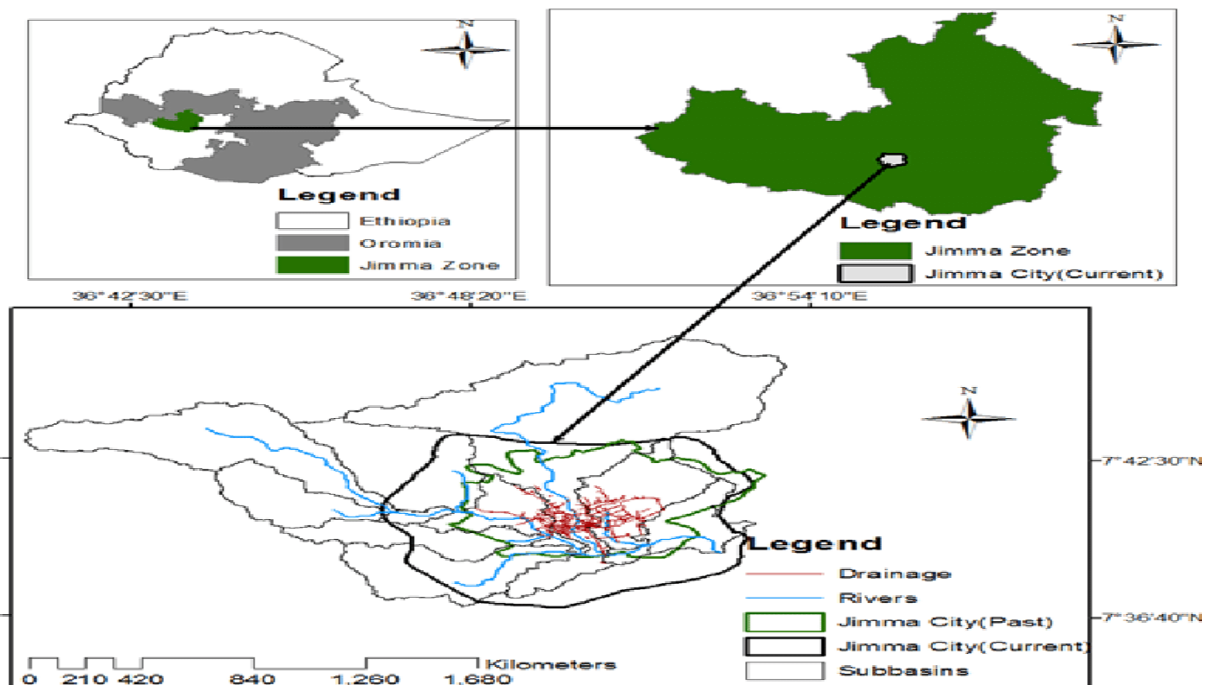 N
Legend
Ethiopia
Oromia
Jimma Zone
N
Legend
Jimma Zone
Jimma City(Current)
36°42'30"E 36°48'20"E 36°54'10"E
N
7°42'30"N
7°36'40"N
Legend
Drainage
Rivers
Jimma City(Past)
Jimma City(Current)
Subbasins
Kilometers
0 210 420 840 1,260 1,680